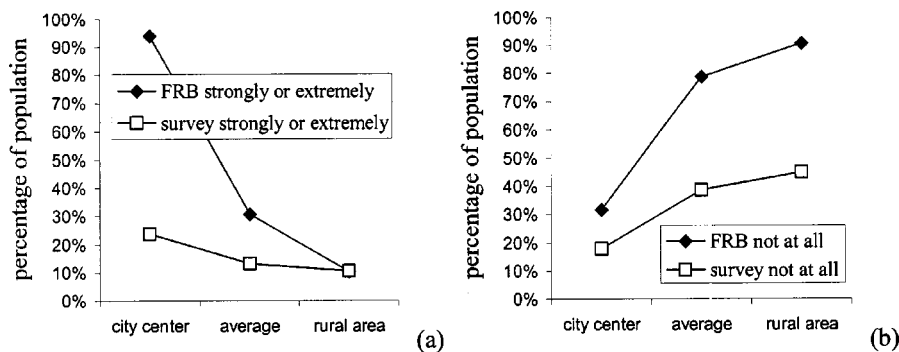 percentage of population
100%
90%
80%
70%
60%
50%
40%
30%
20%
10%
0%
FRB strongly or extremely
survey strongly or extremely
city center average rural area
(a)
percentage of population
100%
90%
80%
70%
60%
50%
40%
30%
20%
10%
0%
FRB not at all
survey not at all
city center average rural area
(b)